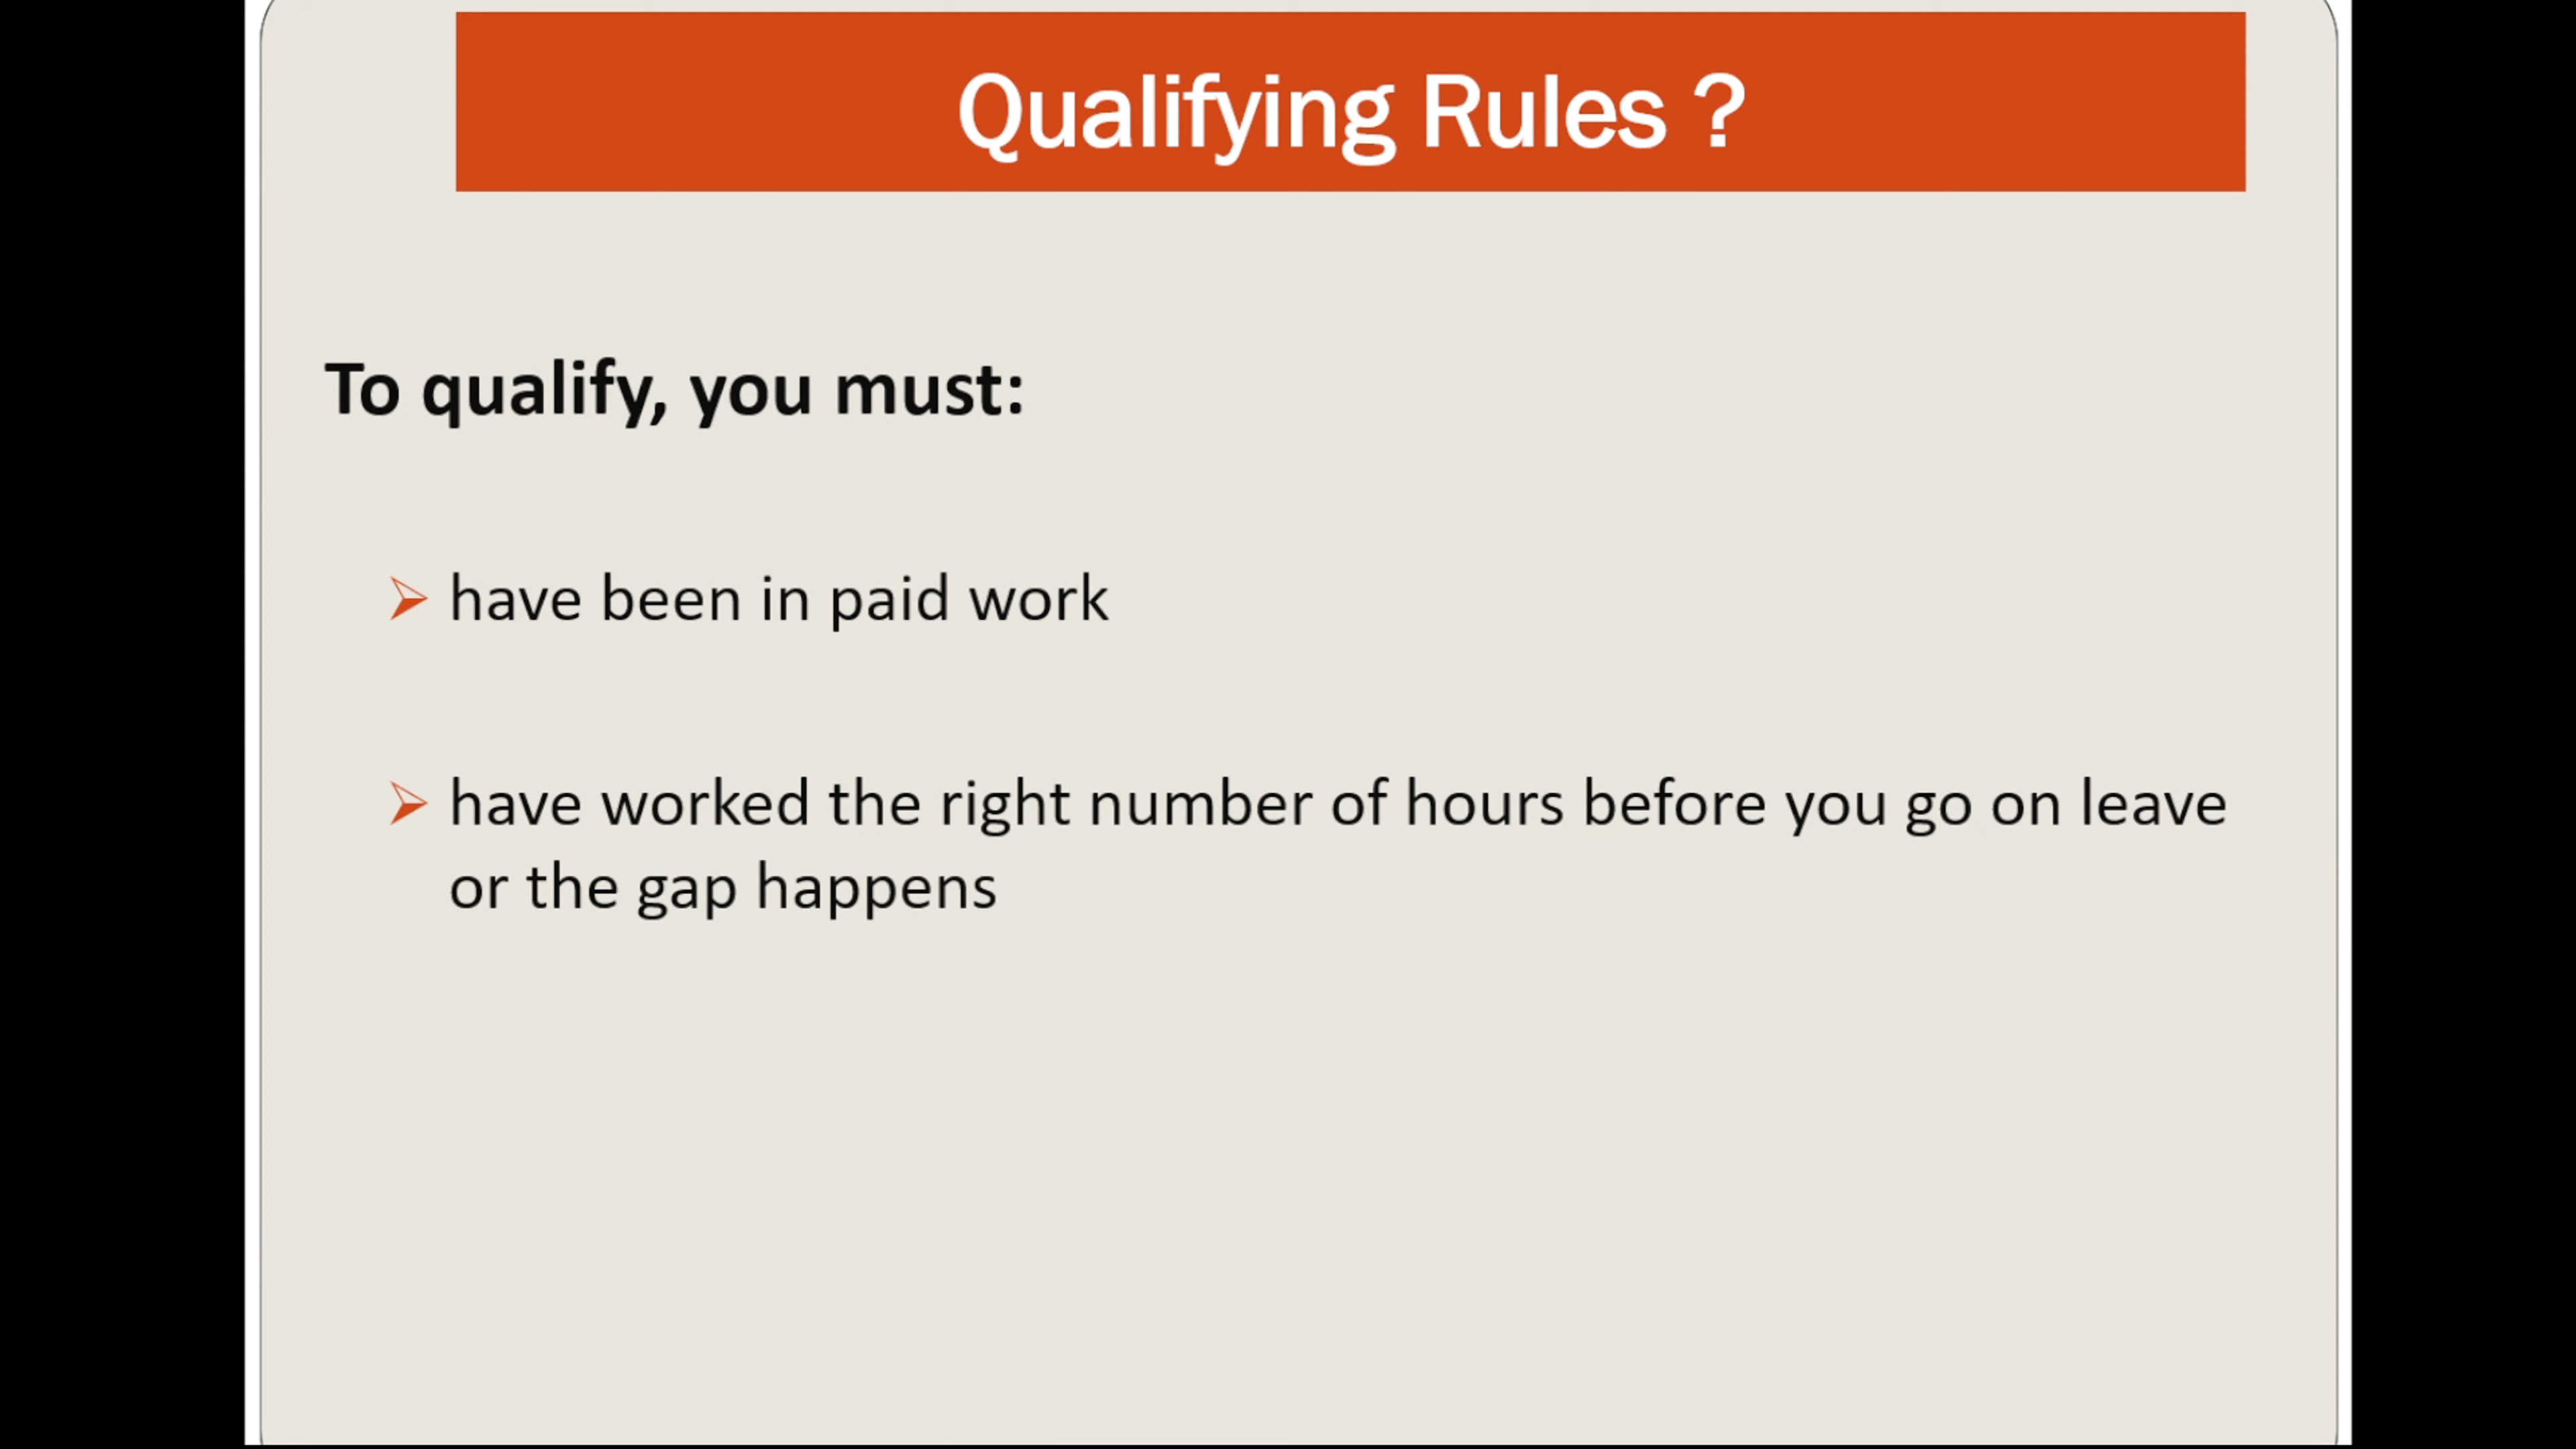 Qualifying Rules ?
To qualify, you must:
have been in paid work
have worked the right number of hours before you go on leave
or the gap happens